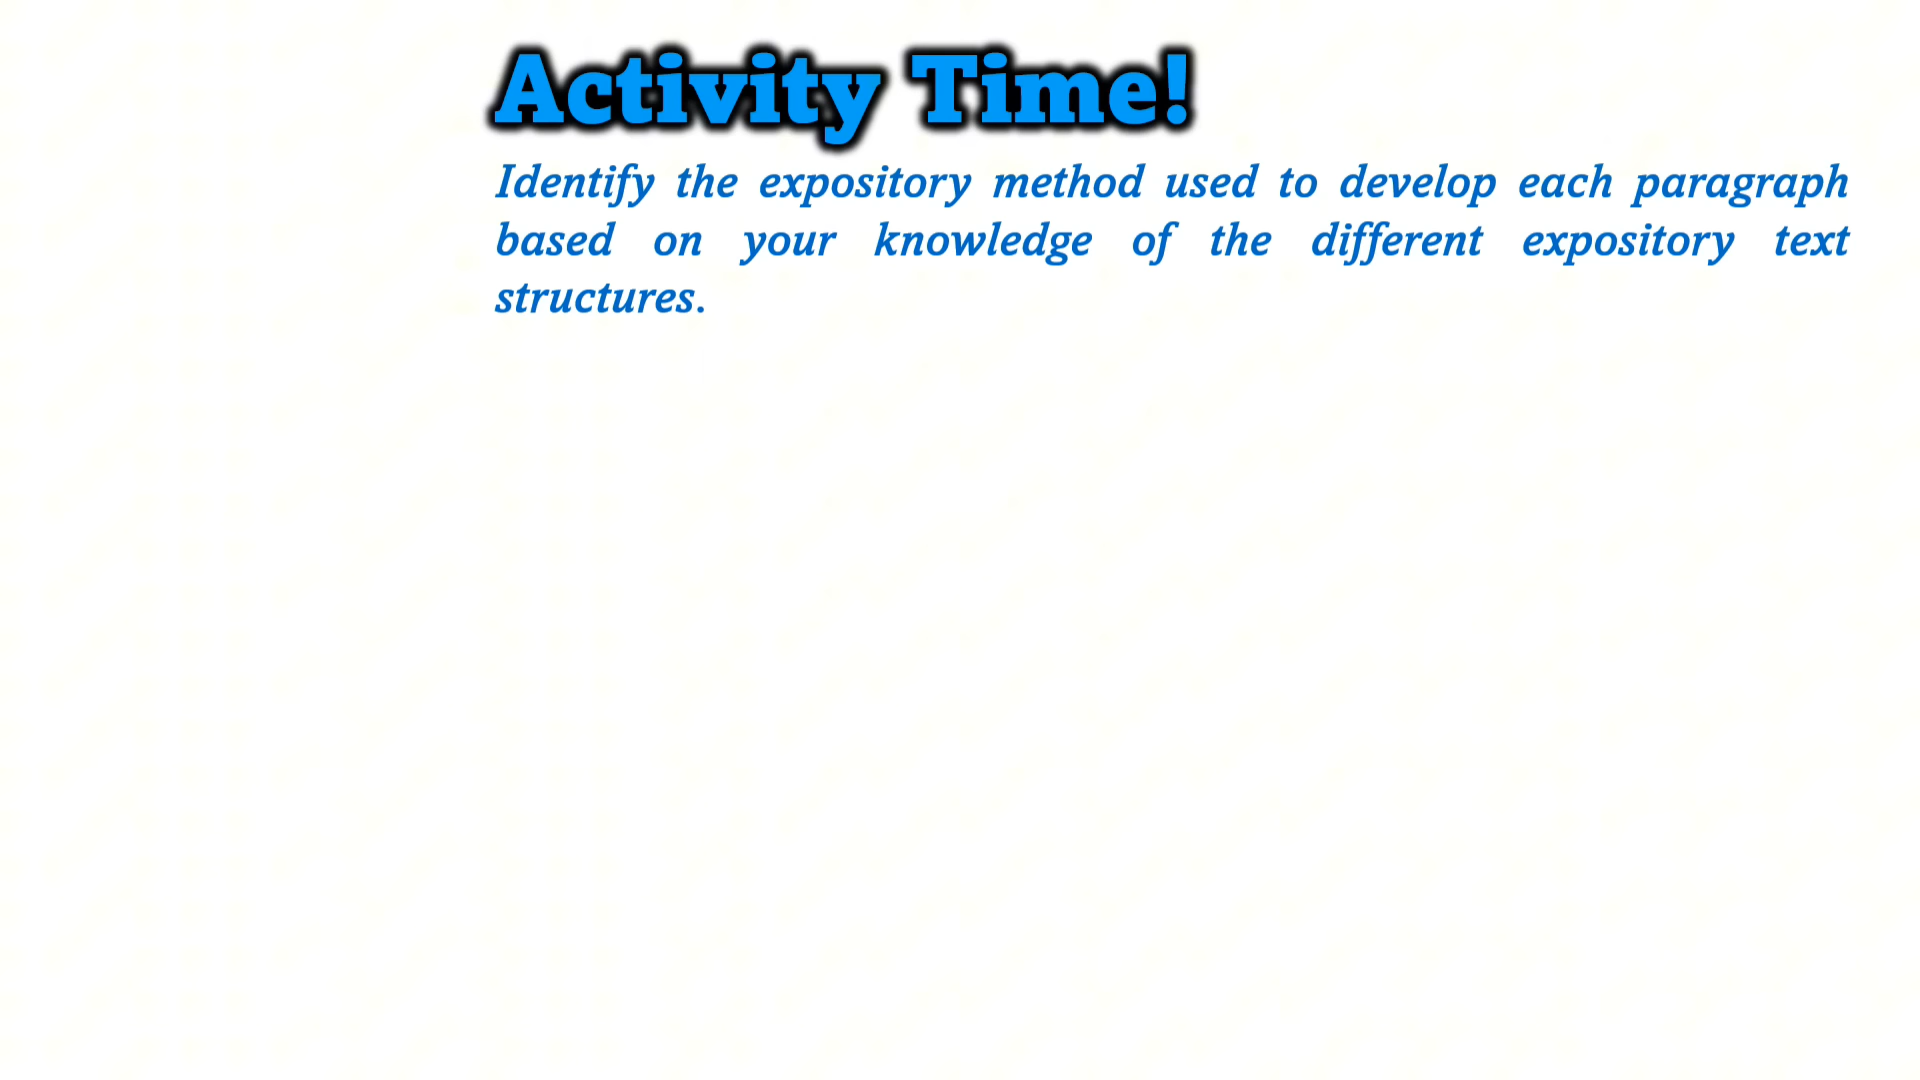 Activity Time!
Identify the expository method used to develop each paragraph
based on your knowledge of the different expository text
structures.